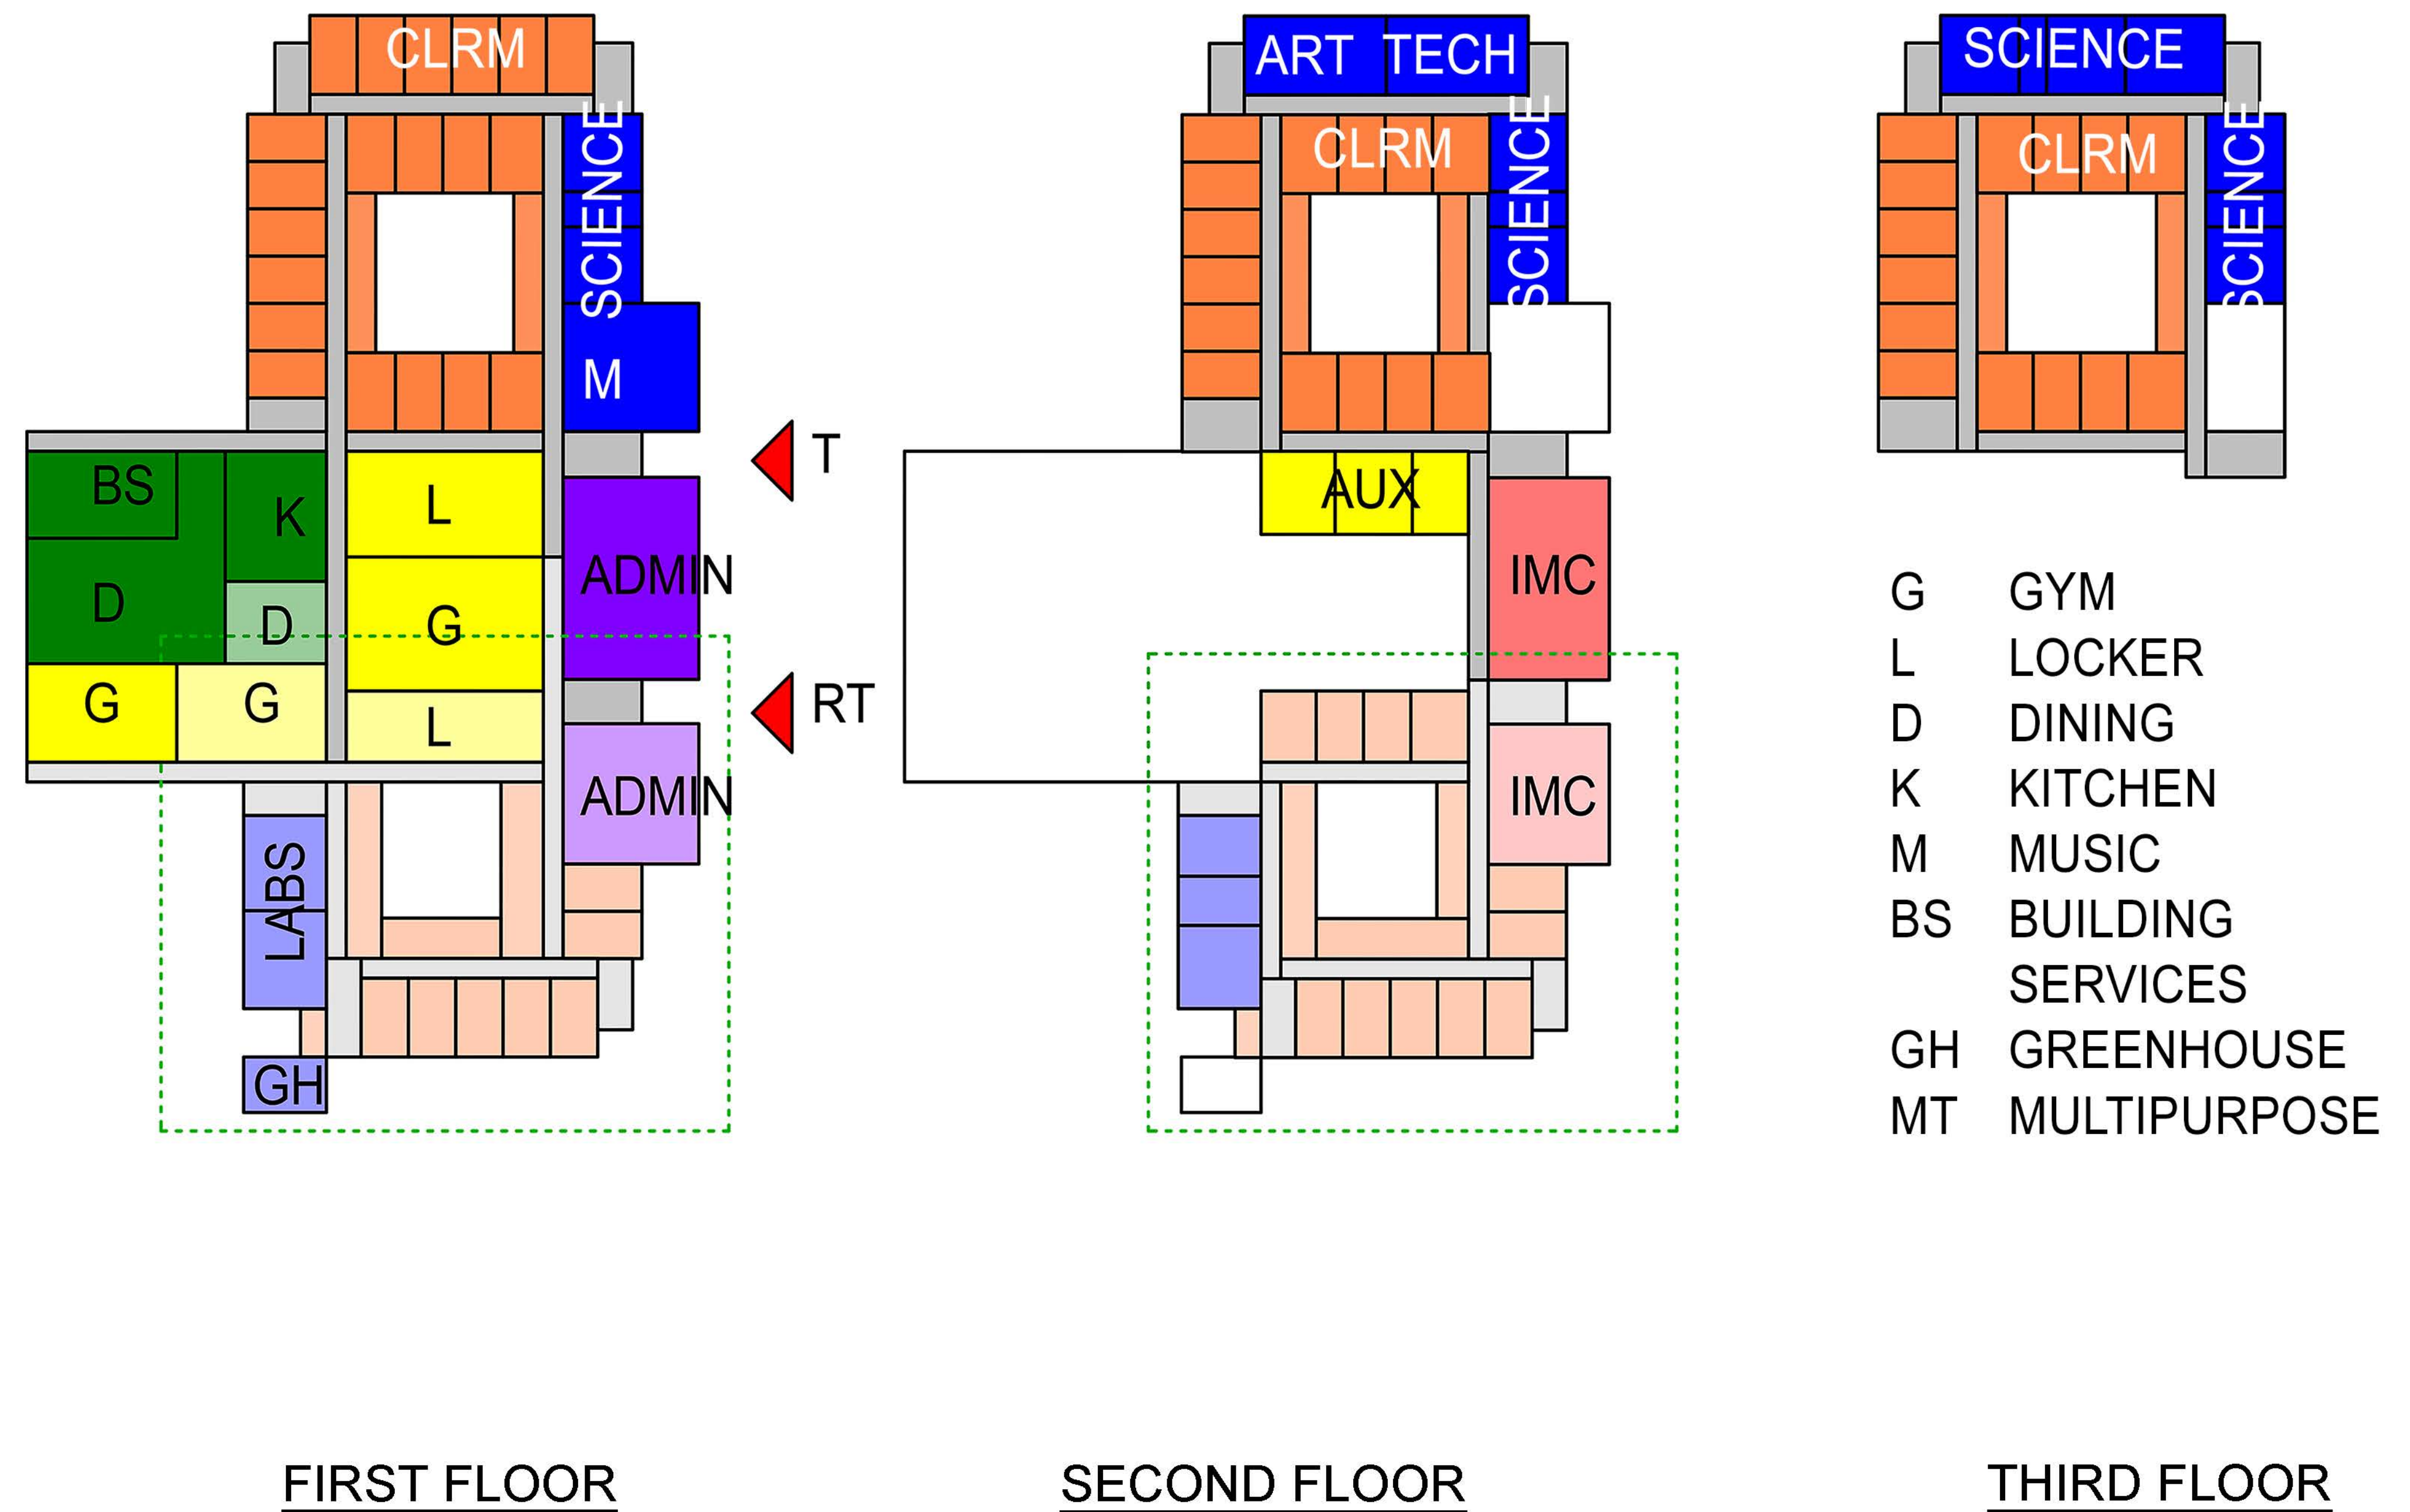 CLRM
SCIENCE
M
BS
K
L
T
D
D
G
ADMIN
G
G
L
RT
ADMIN
LABS
GH
FIRST FLOOR
ART TECH
CLRM
SCIENCE
AUX
IMC
IMC
SECOND FLOOR
SCIENCE
CLRM
SCIENCE
G GYM
L LOCKER
D DINING
K KITCHEN
M MUSIC
BS BUILDING
SERVICES
GH GREENHOUSE
MT MULTIPURPOSE
THIRD FLOOR